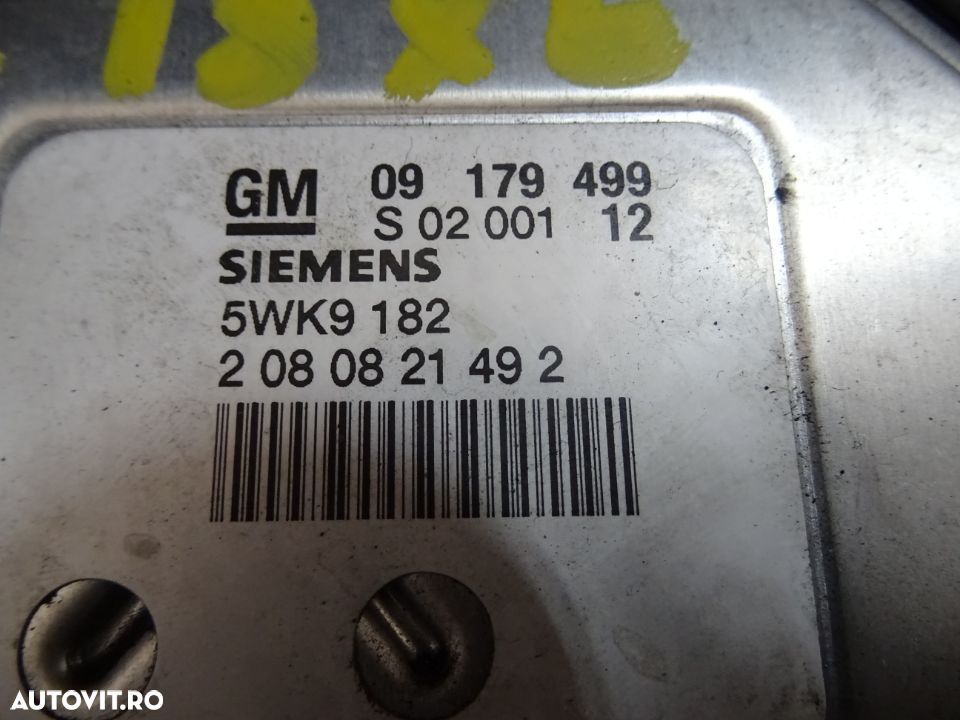 GM 09 179 499
S 02 001 12
SIEMENS
5WK9 182
2 08 08 21 49 2
AUTOVIT.RO